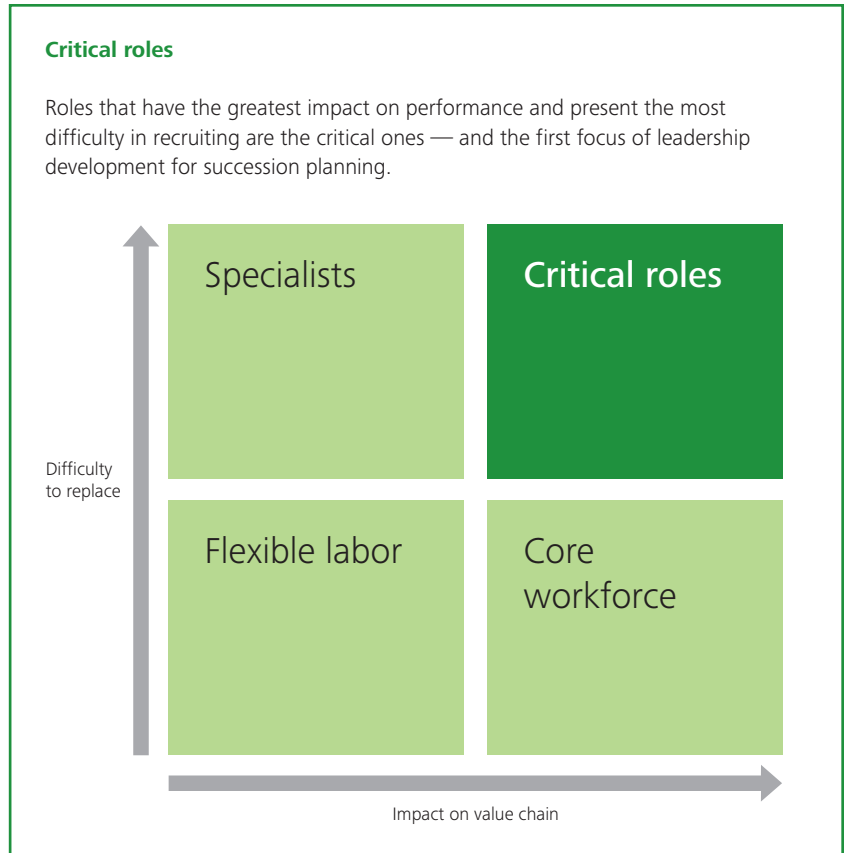 Critical roles
Roles that have the greatest impact on performance and present the most
difficulty in recruiting are the critical ones — and the first focus of leadership
development for succession planning.
Specialists
Critical roles
Difficulty
to replace
Flexible labor
Core
workforce
Impact on value chain